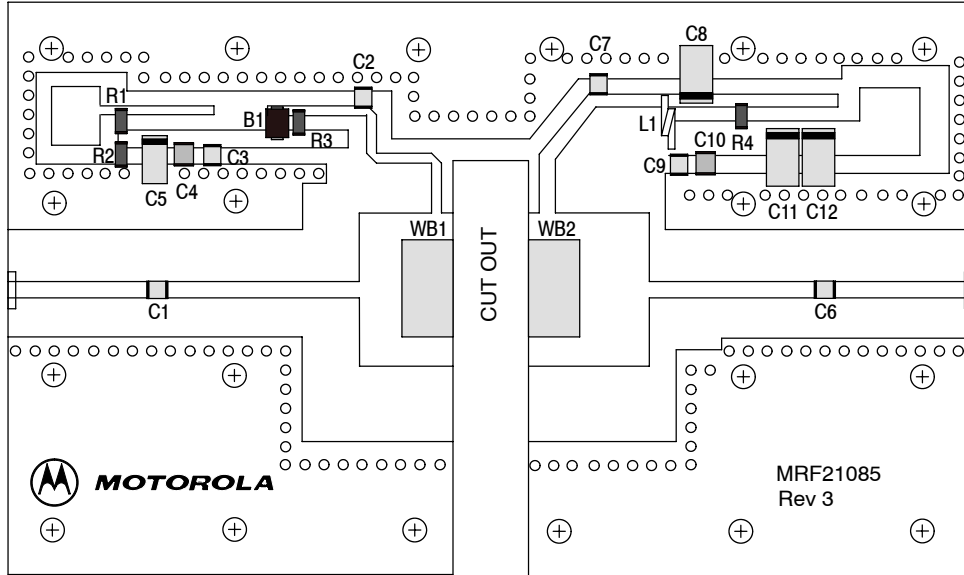 C2
C7
C8
R1
B1
R3
L1
R4
R2
C5
C4
C3
C9
C10
C11
C12
WB1
CUT OUT
WB2
C1
C6
MOTOROLA
MRF21085
Rev 3